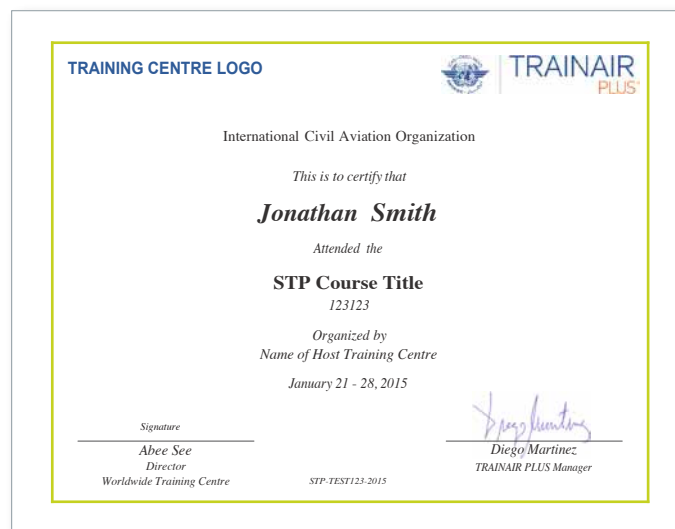 TRAINING CENTRE LOGO
TRAINAIR
PLUS
International Civil Aviation Organization
This is to certify that
Jonathan Smith
Attended the
STP Course Title
123123
Organized by
Name of Host Training Centre
January 21 - 28, 2015
Signature
Abee See
Director
Worldwide Training Centre
STP-TEST123-2015
Diego Martinez
TRAINAIR PLUS Manager